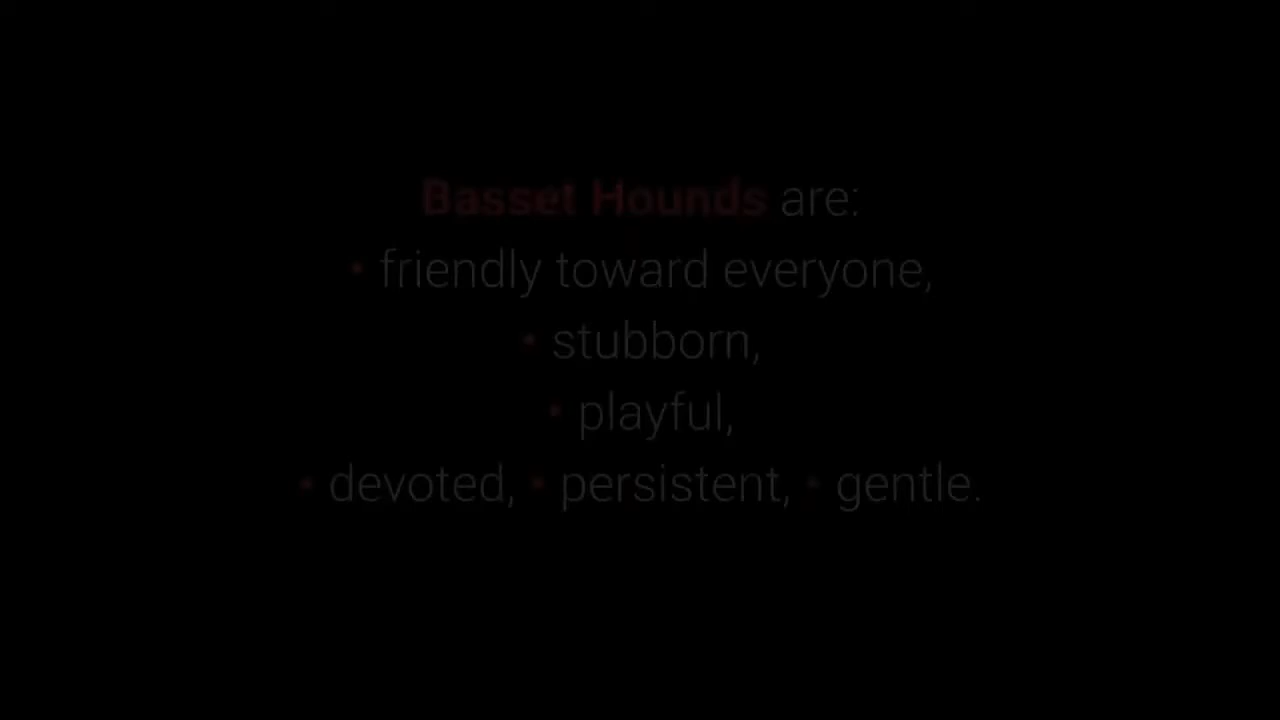 Basset Hounds are:
• friendly toward everyone,
• stubborn,
• playful,
• devoted, • persistent, • gentle.